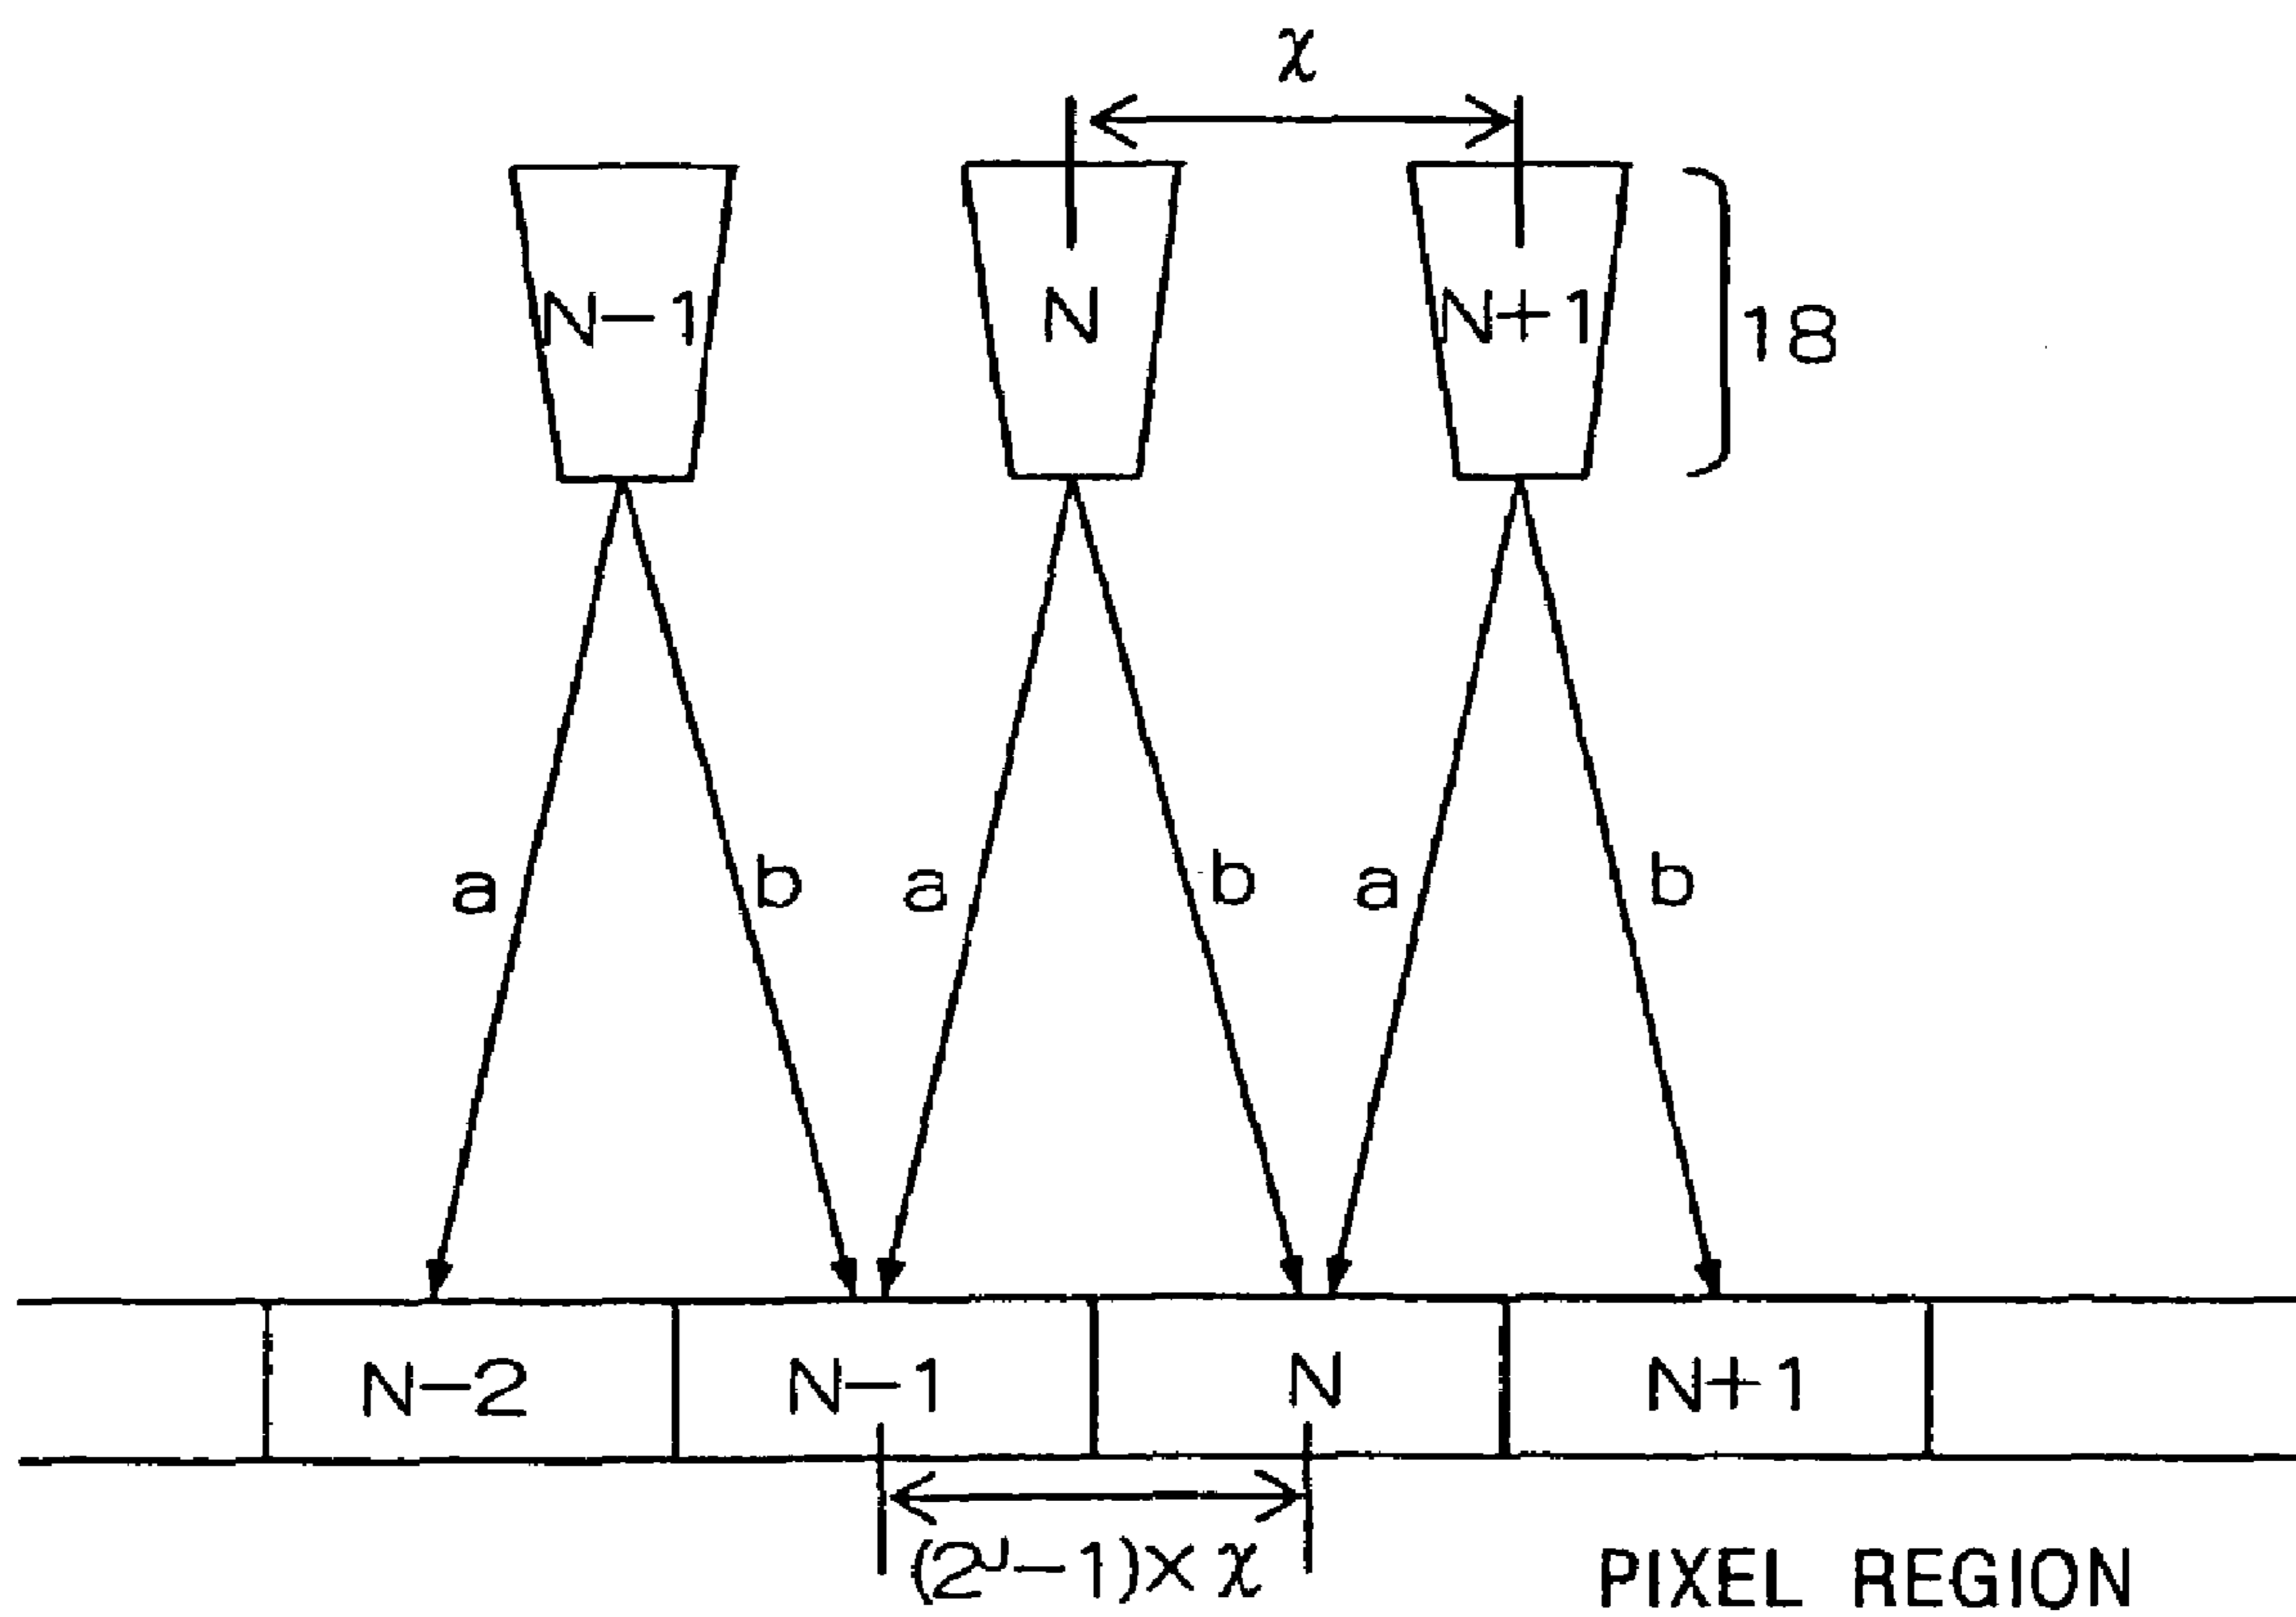 χ
N-1 N N+1 18
a b a b a b
N-2 N-1 N N+1
(2ᴶ-1)×χ
PIXEL REGION